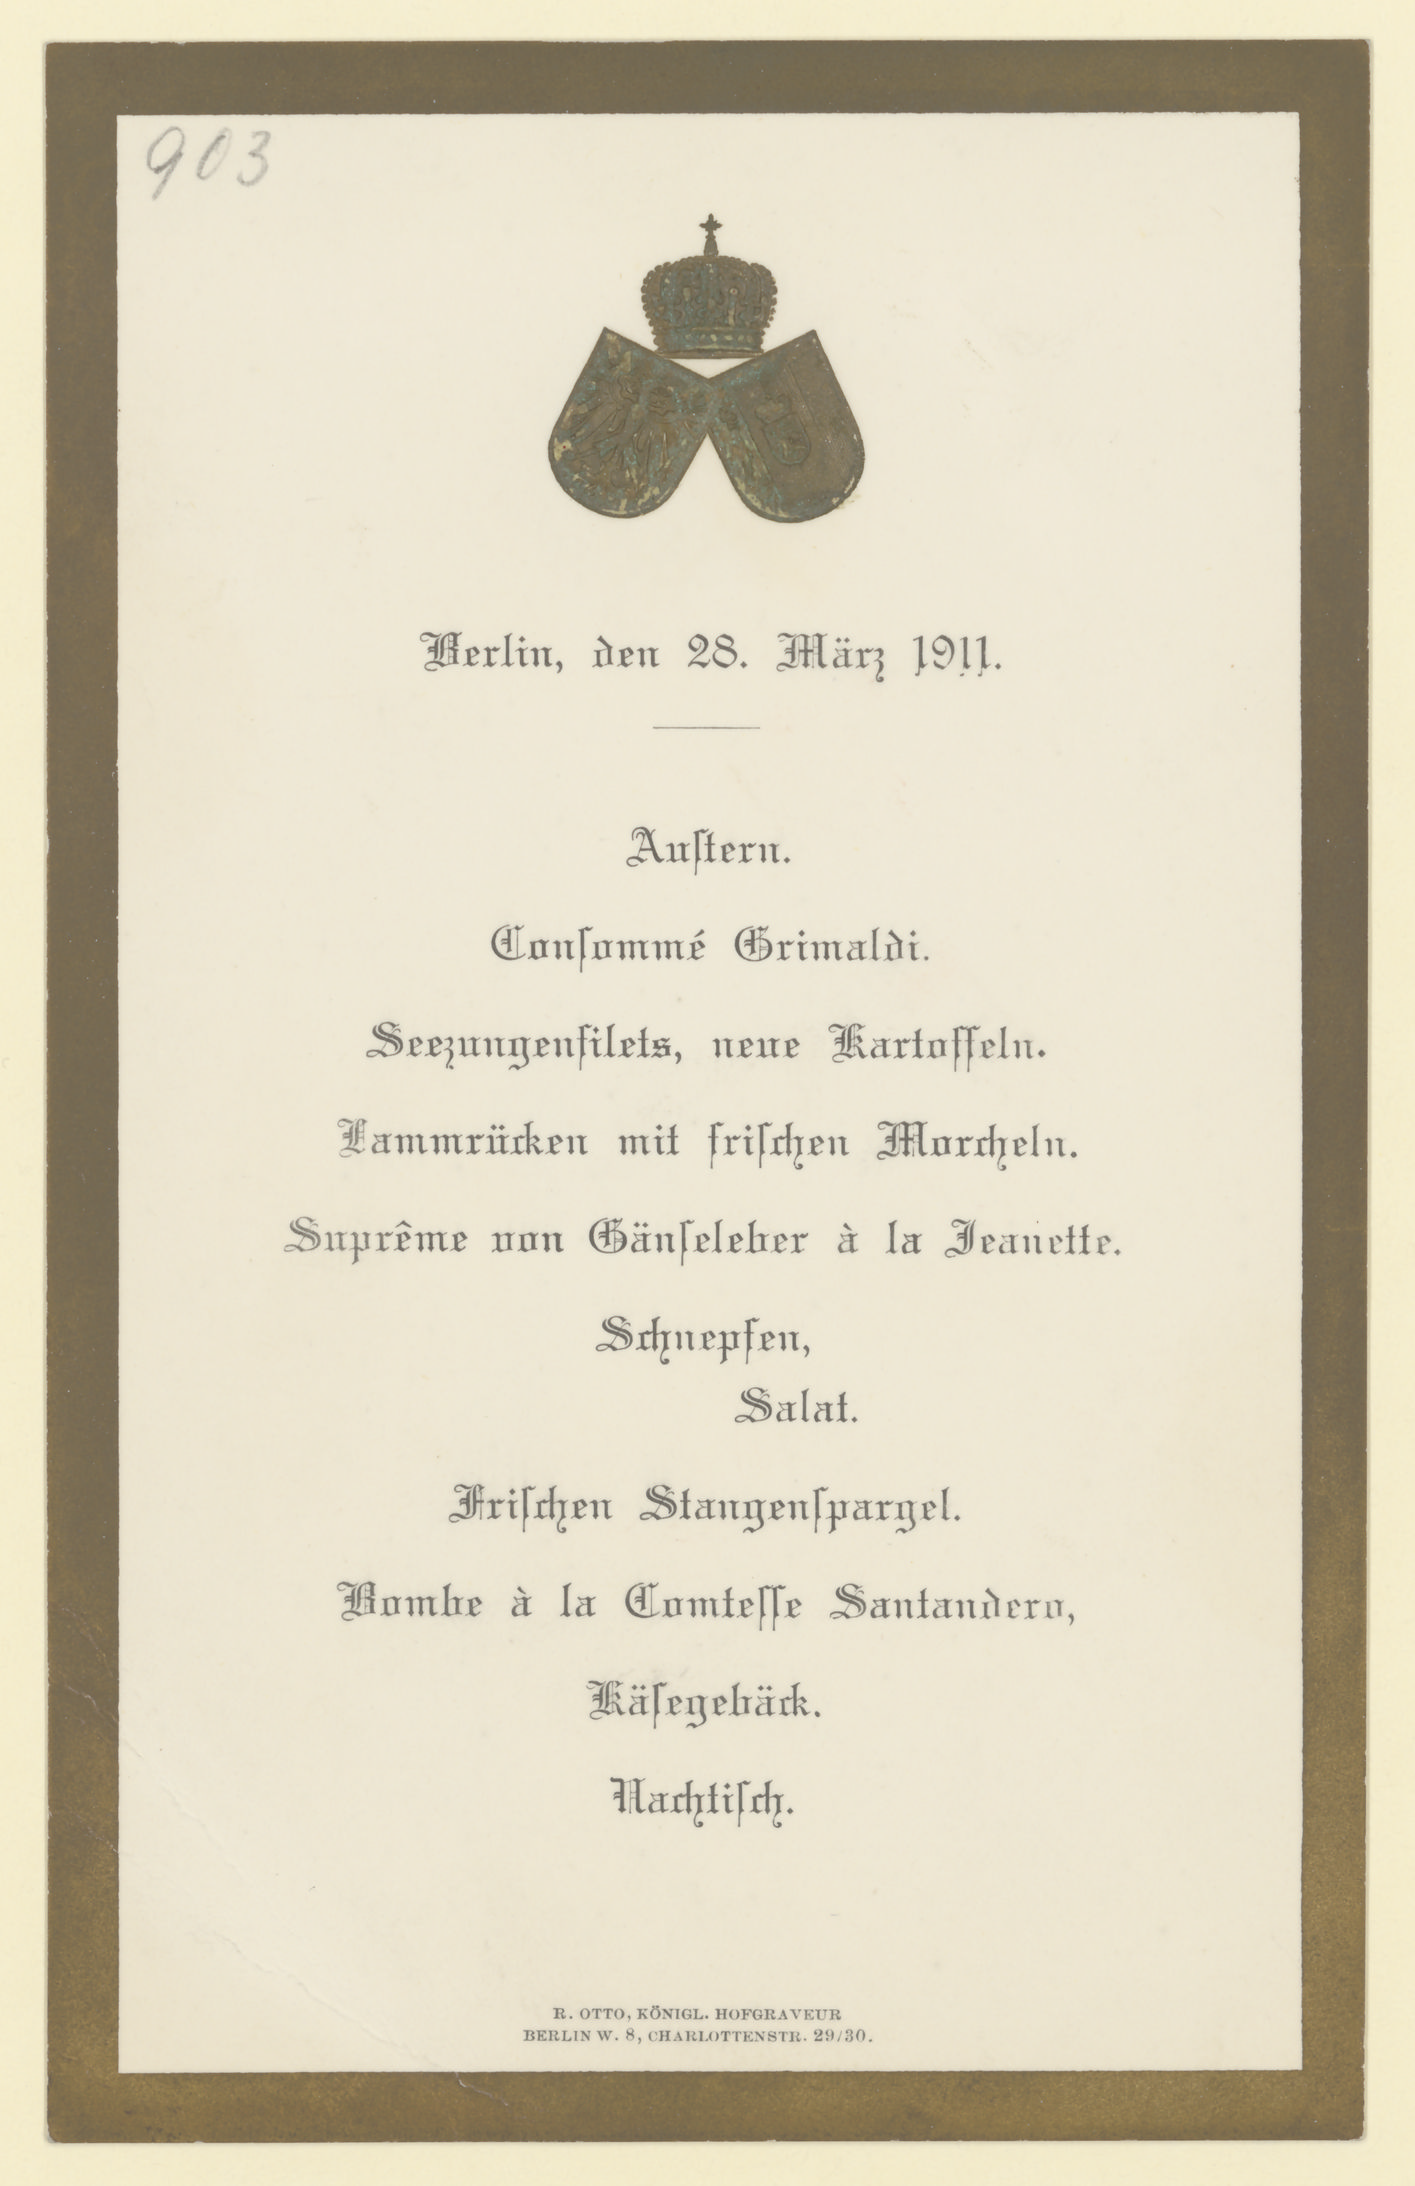 903
Berlin, den 28. März 1911.
Auſtern.
Conſommé Grimaldi.
Seezungenfilets, neue Kartoffeln.
Lammrücken mit friſchen Morcheln.
Suprême von Gänſeleber à la Jeanette.
Schnepfen,
Salat.
Friſchen Stangenſpargel.
Bombe à la Comteſſe Santandero,
Käſegebäck.
Nachtiſch.
R. OTTO, KÖNIGL. HOFGRAVEUR
BERLIN W. 8, CHARLOTTENSTR. 29/30.